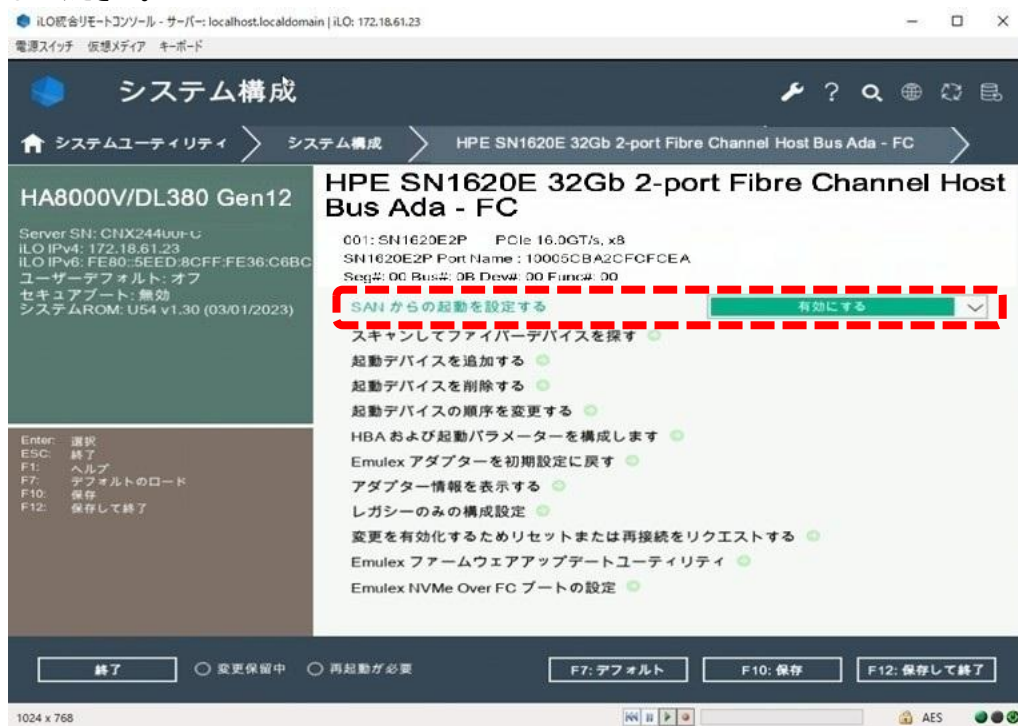 iLO統合リモートコンソール - サーバー: localhost.localdomain | iLO: 172.18.61.23
電源スイッチ 仮想メディア キーボード
システム構成
システムユーティリティ
システム構成
HPE SN1620E 32Gb 2-port Fibre Channel Host Bus Ada - FC
HA8000V/DL380 Gen12
Server SN:
iLO IPv4: 172.18.61.23
iLO IPv6: FE80::5EED:8CFF:FE36:C6BC
ユーザーデフォルト: オフ
セキュアブート: 無効
システムROM: U54 v1.30 (03/01/2023)
Enter: 選択
ESC: 終了
F1: ヘルプ
F7: デフォルトのロード
F10: 保存
F12: 保存して終了
HPE SN1620E 32Gb 2-port Fibre Channel Host
Bus Ada - FC
001: SN1620E2P PCIe 16.0GT/s, x8
SN1620E2P Port Name : 10005CBA2CFCFCEA
Seg#: 00 Bus#: 0B Dev#: 00 Func#: 00
SAN からの起動を設定する 有効にする
スキャンしてファイバーデバイスを探す
起動デバイスを追加する
起動デバイスを削除する
起動デバイスの順序を変更する
HBA および起動パラメーターを構成します
Emulex アダプターを初期設定に戻す
アダプター情報を表示する
レガシーのみの構成設定
変更を有効化するためリセットまたは再接続をリクエストする
Emulex ファームウェアアップデートユーティリティ
Emulex NVMe Over FC ブートの設定
終了 変更保留中 再起動が必要 F7: デフォルト F10: 保存 F12: 保存して終了
1024 x 768 AES